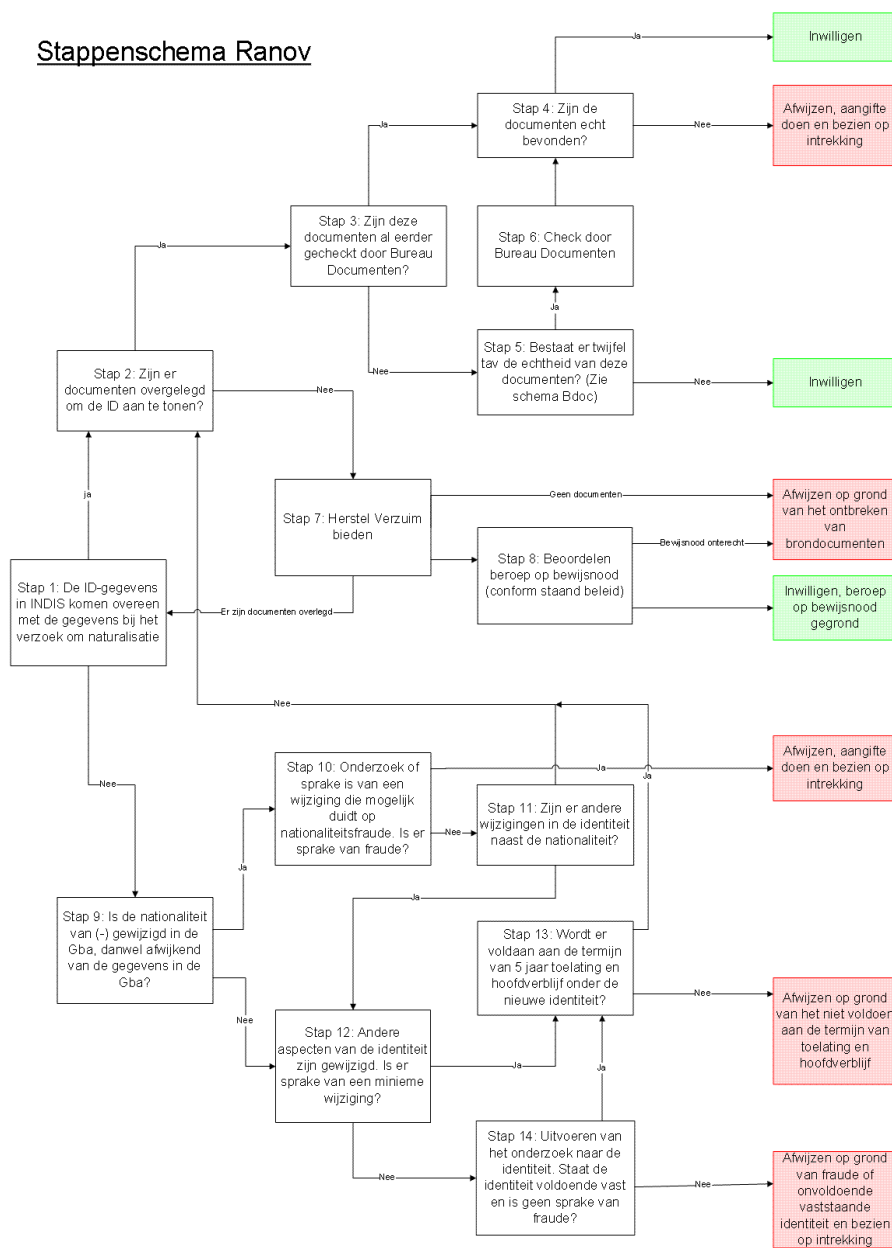 Stappenschema Ranov
Ja
Inwilligen
Stap 4: Zijn de
documenten echt
bevonden?
Ja
Nee
Afwijzen, aangifte
doen en bezien op
intrekking
Stap 3: Zijn deze
documenten al eerder
gecheckt door Bureau
Documenten?
Ja
Stap 6: Check door
Bureau Documenten
Ja
Nee
Stap 5: Bestaat er twijfel
tav de echtheid van deze
documenten? (Zie
schema Bdoc)
Nee
Inwilligen
Stap 2: Zijn er
documenten overgelegd
om de ID aan te tonen?
Nee
ja
Stap 7: Herstel Verzuim
bieden
Geen documenten
Afwijzen op grond
van het ontbreken
van
brondocumenten
Stap 8: Beoordelen
beroep op bewijsnood
(conform staand beleid)
Bewijsnood onterecht
Inwilligen, beroep
op bewijsnood
gegrond
Stap 1: De ID-gegevens
in INDIS komen overeen
met de gegevens bij het
verzoek om naturalisatie
Er zijn documenten overlegd
Nee
Nee
Stap 10: Onderzoek of
sprake is van een
wijziging die mogelijk
duidt op
nationaliteitsfraude. Is er
sprake van fraude?
Ja
Ja
Afwijzen, aangifte
doen en bezien op
intrekking
Nee
Stap 11: Zijn er andere
wijzigingen in de identiteit
naast de nationaliteit?
Ja
Ja
Stap 9: Is de nationaliteit
van (-) gewijzigd in de
Gba, danwel afwijkend
van de gegevens in de
Gba?
Nee
Stap 13: Wordt er
voldaan aan de termijn
van 5 jaar toelating en
hoofdverblijf onder de
nieuwe identiteit?
Nee
Afwijzen op grond
van het niet voldoen
aan de termijn van
toelating en
hoofdverblijf
Stap 12: Andere
aspecten van de identiteit
zijn gewijzigd. Is er
sprake van een minieme
wijziging?
Ja
Ja
Nee
Stap 14: Uitvoeren van
het onderzoek naar de
identiteit. Staat de
identiteit voldoende vast
en is geen sprake van
fraude?
Nee
Afwijzen op grond
van fraude of
onvoldoende
vaststaande
identiteit en bezien
op intrekking